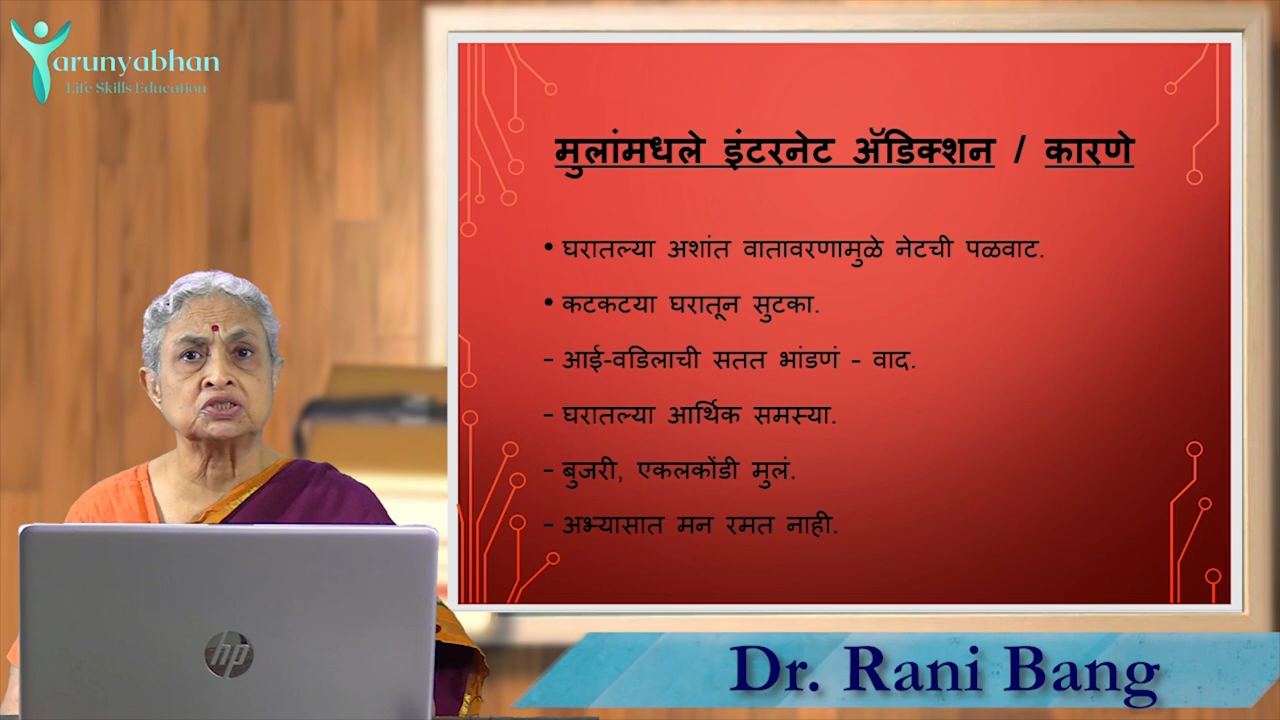 Yarunyabhan
Life Skills Education
मुलांमधले इंटरनेट ॲडिक्शन / कारणे
• घरातल्या अशांत वातावरणामुळे नेटची पळवाट.
• कटकटया घरातून सुटका.
– आई-वडिलाची सतत भांडणं – वाद.
– घरातल्या आर्थिक समस्या.
– बुजरी, एकलकोंडी मुलं.
– अभ्यासात मन रमत नाही.
hp
Dr. Rani Bang